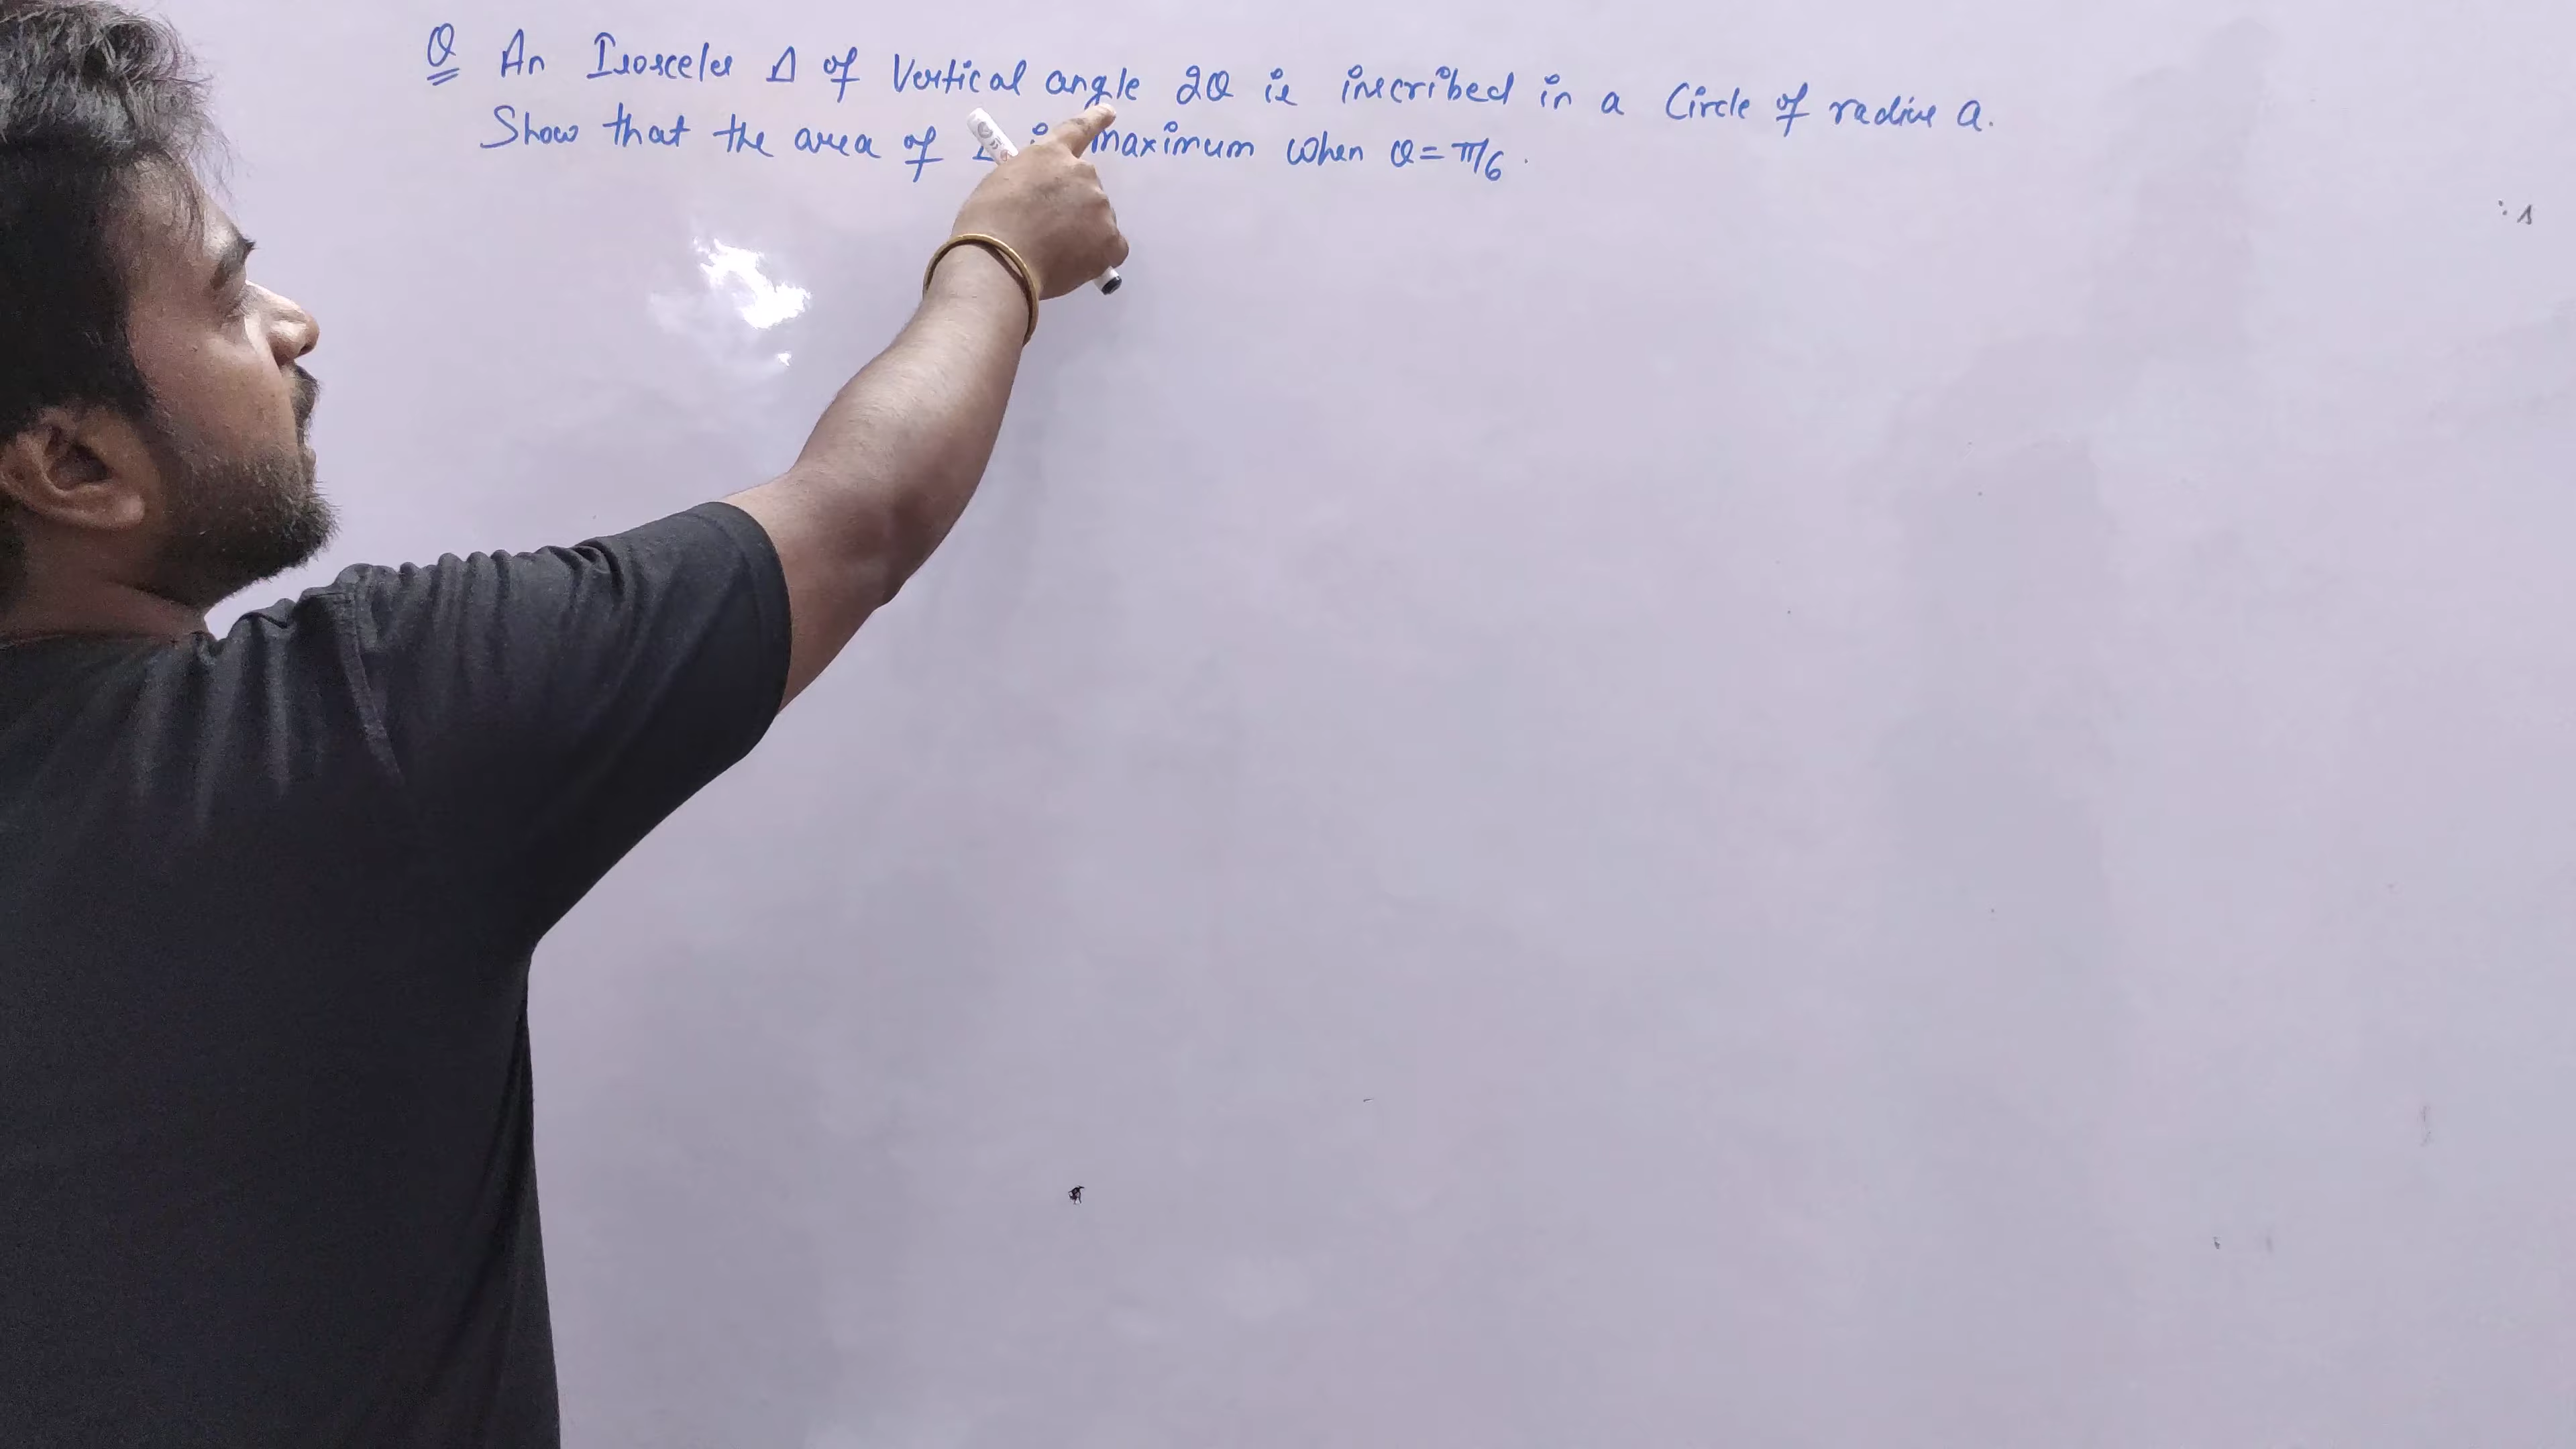 Q An Isosceles Δ of Vertical angle 2θ is inscribed in a Circle of radius a.
Show that the area of Δ is maximum when θ = π/6.